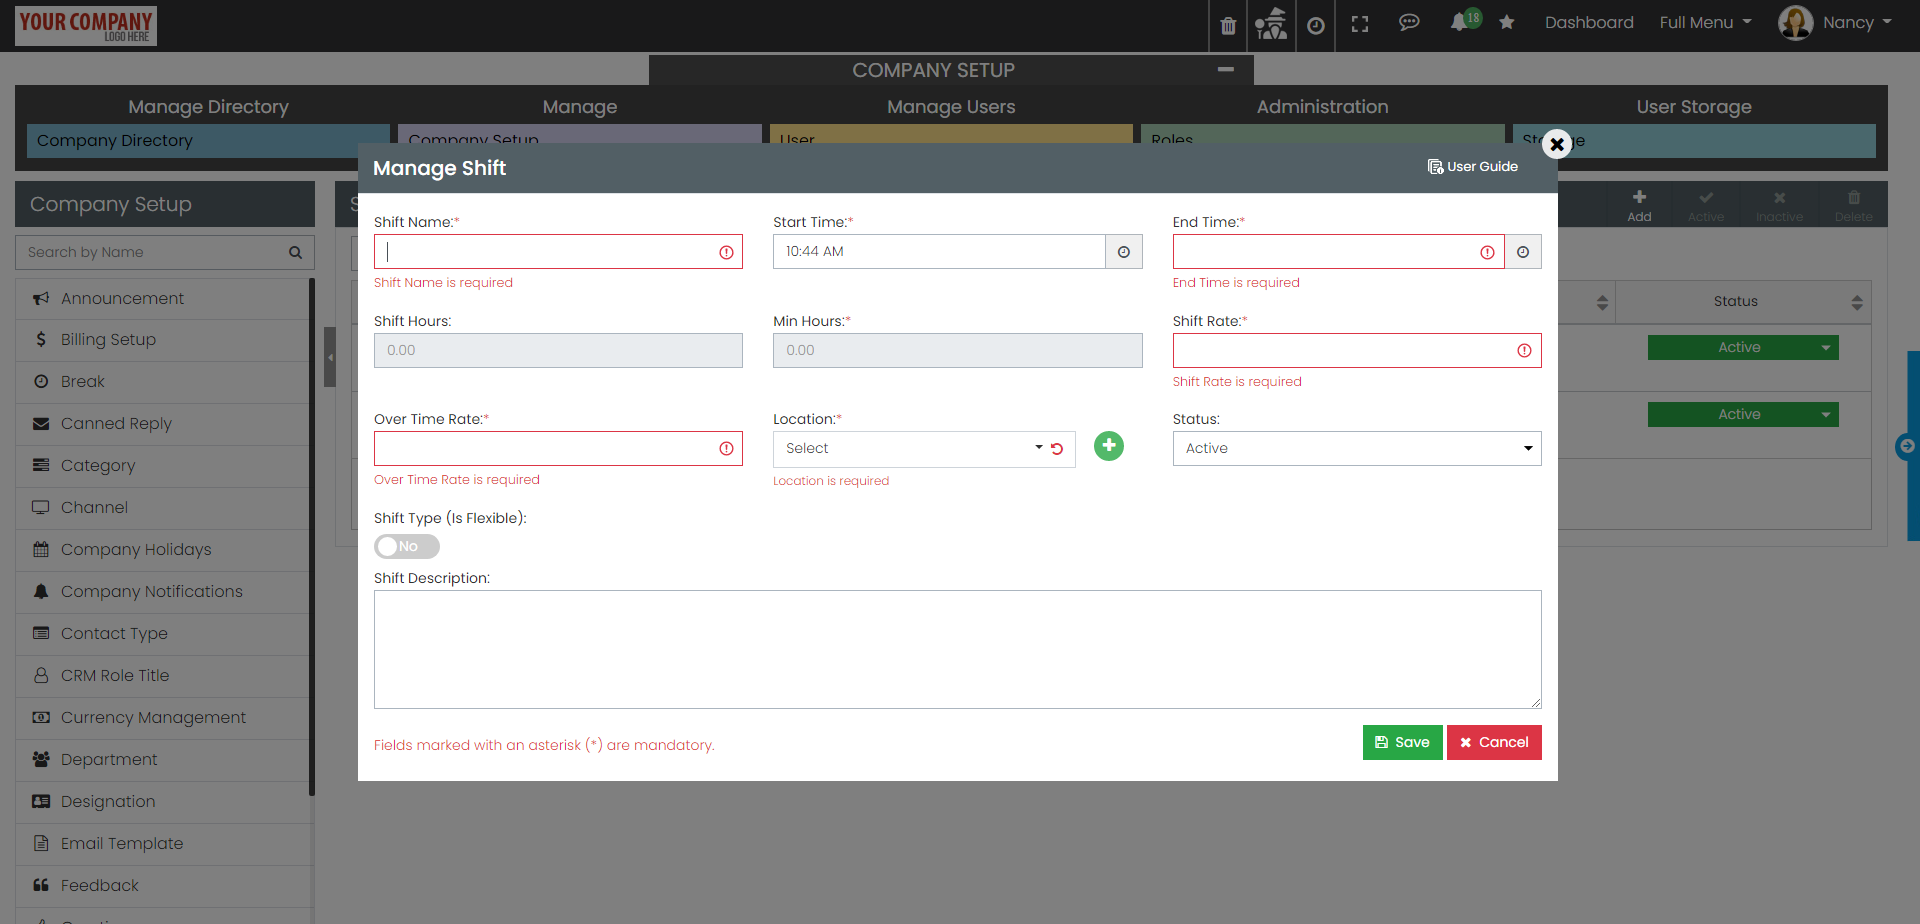 YOUR COMPANY
LOGO HERE
18
Dashboard
Full Menu
Nancy
COMPANY SETUP
Manage Directory
Manage
Manage Users
Administration
User Storage
Company Directory
Company Setup
User
Roles
Manage Shift
User Guide
Company Setup
Add
Active
Inactive
Delete
Search by Name
Announcement
Billing Setup
Break
Canned Reply
Category
Channel
Company Holidays
Company Notifications
Contact Type
CRM Role Title
Currency Management
Department
Designation
Email Template
Feedback
Shift Name:*
Shift Name is required
Start Time:*
10:44 AM
End Time:*
End Time is required
Shift Hours:
0.00
Min Hours:*
0.00
Shift Rate:*
Shift Rate is required
Over Time Rate:*
Over Time Rate is required
Location:*
Select
Location is required
Status:
Active
Shift Type (Is Flexible):
No
Shift Description:
Fields marked with an asterisk (*) are mandatory.
Save
Cancel
Status
Active
Active